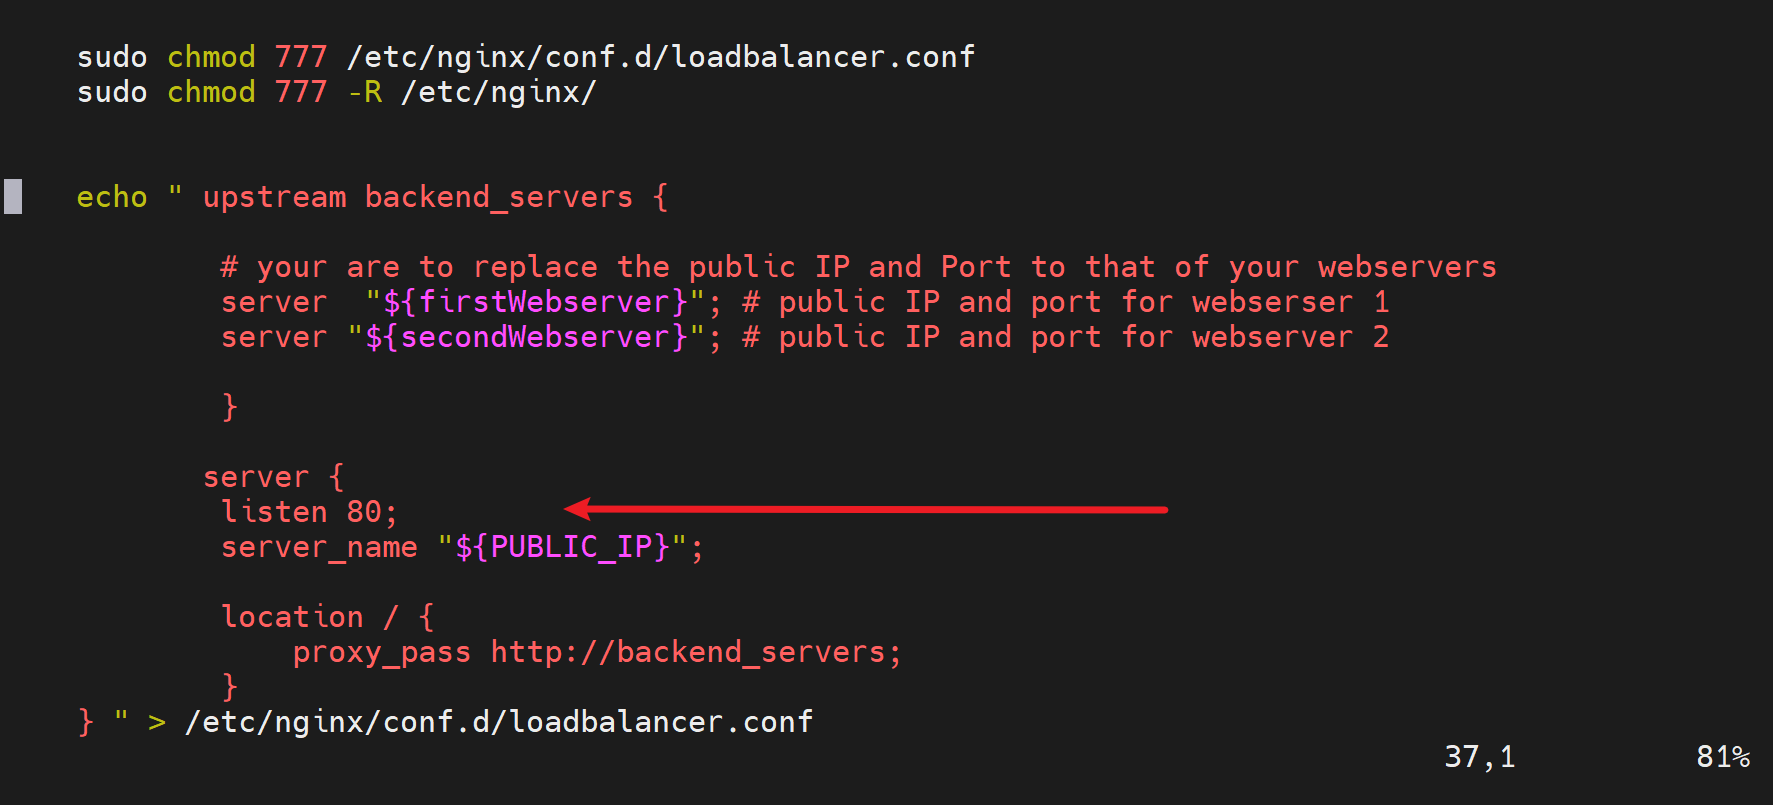 sudo chmod 777 /etc/nginx/conf.d/loadbalancer.conf
sudo chmod 777 -R /etc/nginx/
echo " upstream backend_servers {
# your are to replace the public IP and Port to that of your webservers
server  "${firstWebserver}"; # public IP and port for webserser 1
server "${secondWebserver}"; # public IP and port for webserver 2
}
server {
listen 80;
server_name "${PUBLIC_IP}";
location / {
proxy_pass http://backend_servers;
}
} " > /etc/nginx/conf.d/loadbalancer.conf
37,1 81%